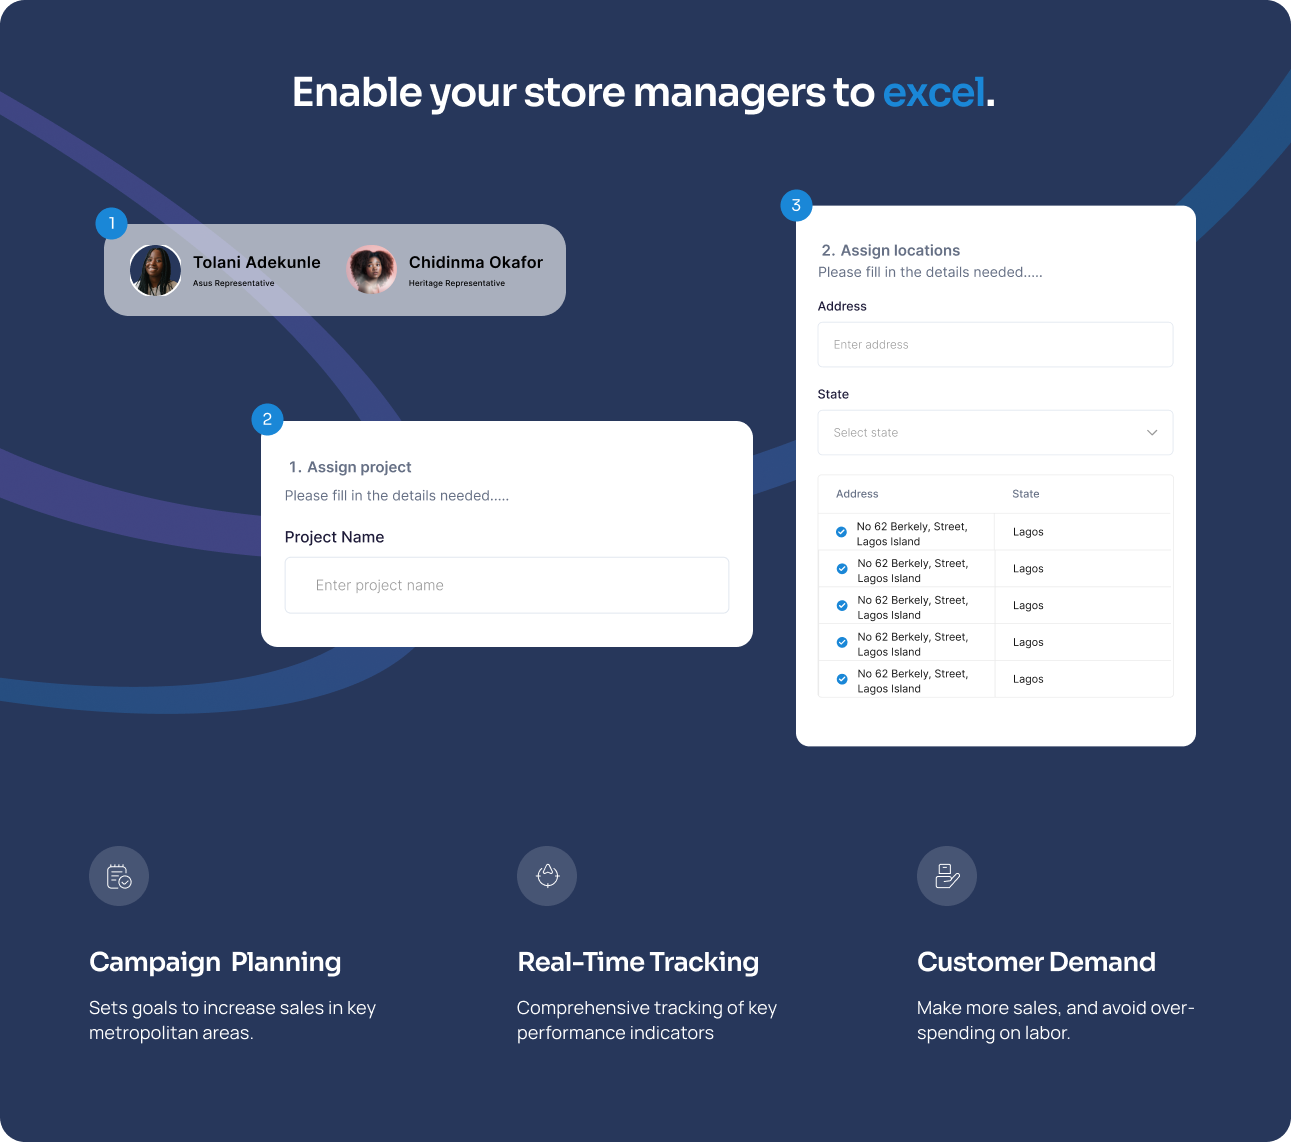 Enable your store managers to excel.
1
Tolani Adekunle
Asus Representative
Chidinma Okafor
Heritage Representative
2
1. Assign project
Please fill in the details needed.....
Project Name
Enter project name
3
2. Assign locations
Please fill in the details needed.....
Address
Enter address
State
Select state
Address State
No 62 Berkely, Street,
Lagos Island
Lagos
No 62 Berkely, Street,
Lagos Island
Lagos
No 62 Berkely, Street,
Lagos Island
Lagos
No 62 Berkely, Street,
Lagos Island
Lagos
No 62 Berkely, Street,
Lagos Island
Lagos
Campaign Planning
Sets goals to increase sales in key
metropolitan areas.
Real-Time Tracking
Comprehensive tracking of key
performance indicators
Customer Demand
Make more sales, and avoid over-
spending on labor.